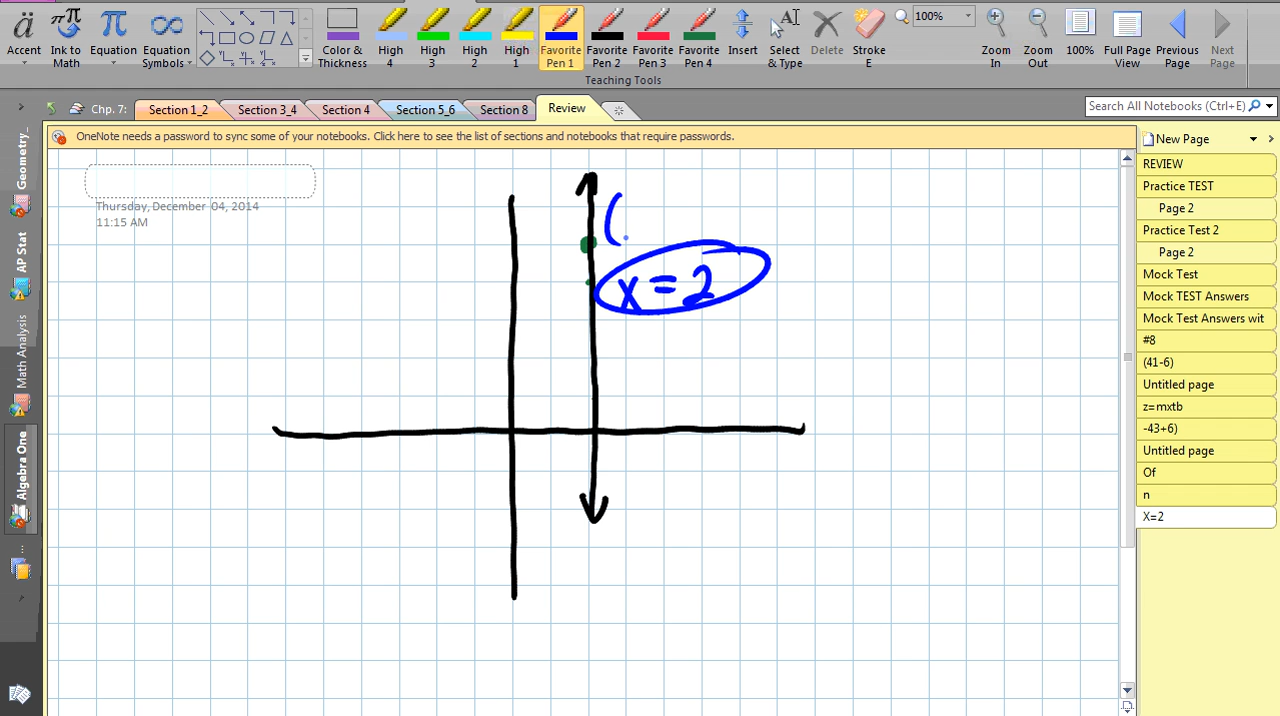 Accent
Ink to Math
Equation
Equation Symbols
Color & Thickness
High 4
High 3
High 2
High 1
Favorite Pen 1
Favorite Pen 2
Favorite Pen 3
Favorite Pen 4
Insert
Select & Type
Delete
Stroke E
100%
Zoom In
Zoom Out
100%
Full Page View
Previous Page
Next Page
Teaching Tools
Chp. 7:
Section 1_2
Section 3_4
Section 4
Section 5_6
Section 8
Review
Search All Notebooks (Ctrl+E)
OneNote needs a password to sync some of your notebooks. Click here to see the list of sections and notebooks that require passwords.
Geometry...
AP Stat
Math Analysis
Algebra One
Thursday, December 04, 2014
11:15 AM
(
x = 2
New Page
REVIEW
Practice TEST
Page 2
Practice Test 2
Page 2
Mock Test
Mock TEST Answers
Mock Test Answers wit
#8
(41-6)
Untitled page
z=mxtb
-43+6)
Untitled page
Of
n
X=2